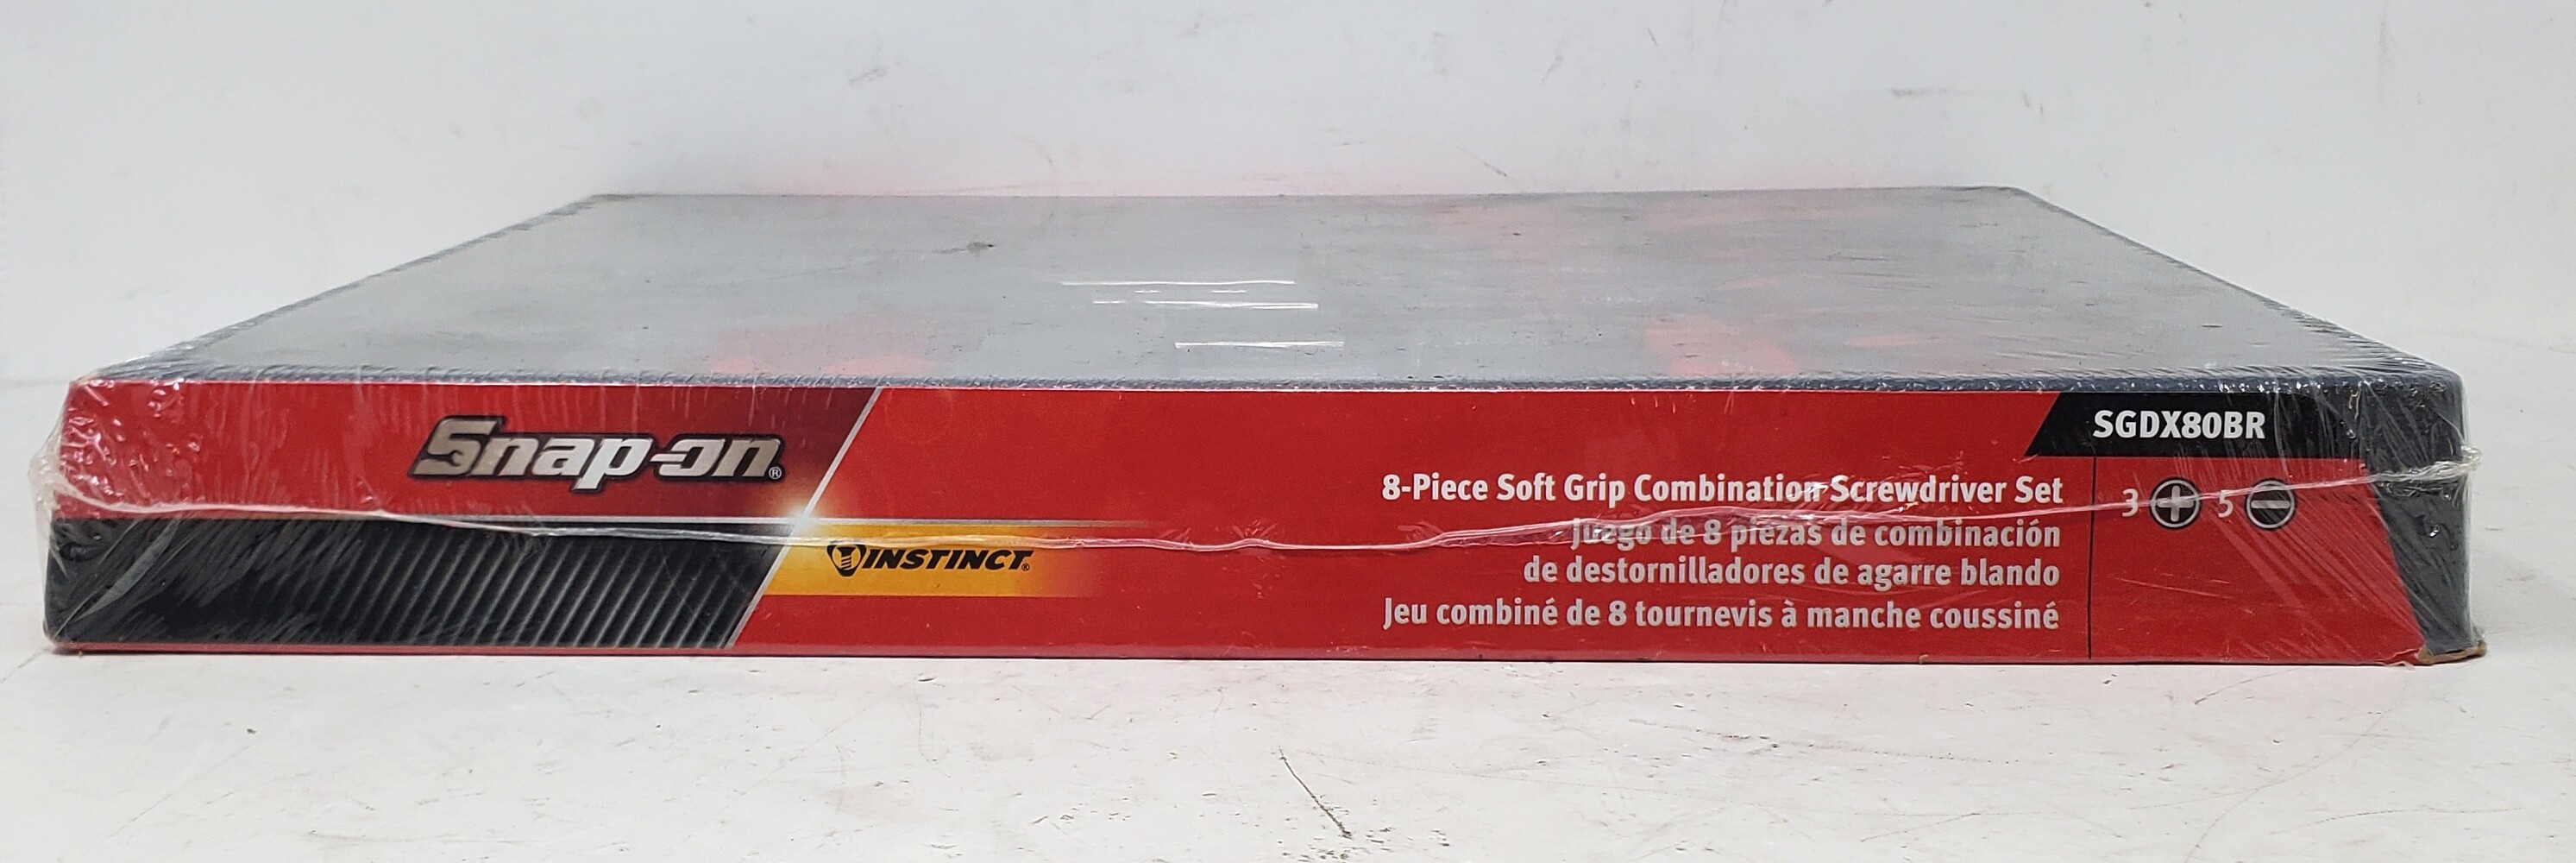 Snap-on®
INSTINCT®
SGDX80BR
8-Piece Soft Grip Combination Screwdriver Set
Juego de 8 piezas de combinación
de destornilladores de agarre blando
Jeu combiné de 8 tournevis à manche coussiné
3 5